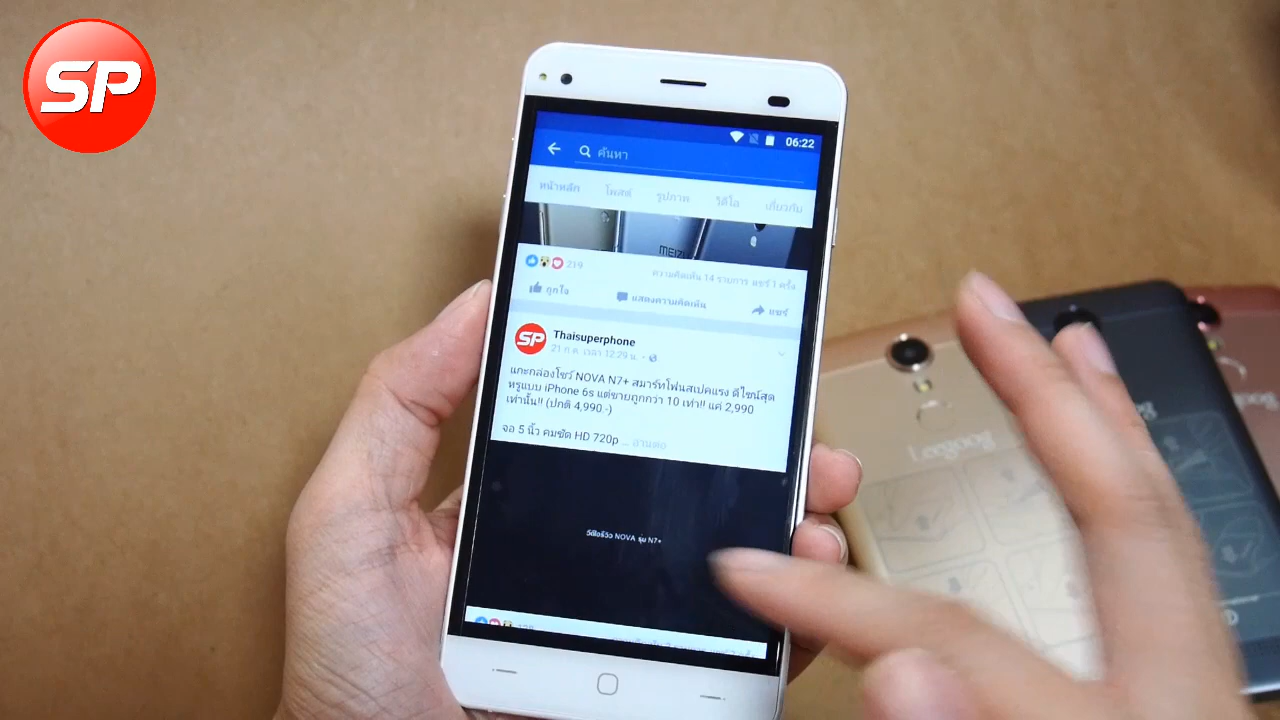 SP
06:22
ค้นหา
หน้าหลัก โพสต์ รูปภาพ วิดีโอ เกี่ยวกับ
MEIZU
219
ความคิดเห็น 14 รายการ แชร์ 1 ครั้ง
ถูกใจ แสดงความคิดเห็น แชร์
SP
Thaisuperphone
21 ก.ค. เวลา 12:29 น.
แกะกล่องโชว์ NOVA N7+ สมาร์ทโฟนสเปคแรง ดีไซน์สุด
หรูแบบ iPhone 6s แต่ขายถูกกว่า 10 เท่า!! แค่ 2,990
เท่านั้น!! (ปกติ 4,990.-)
จอ 5 นิ้ว คมชัด HD 720p ... อ่านต่อ
วีดีโอรีวิว NOVA รุ่น N7+
Leagoo